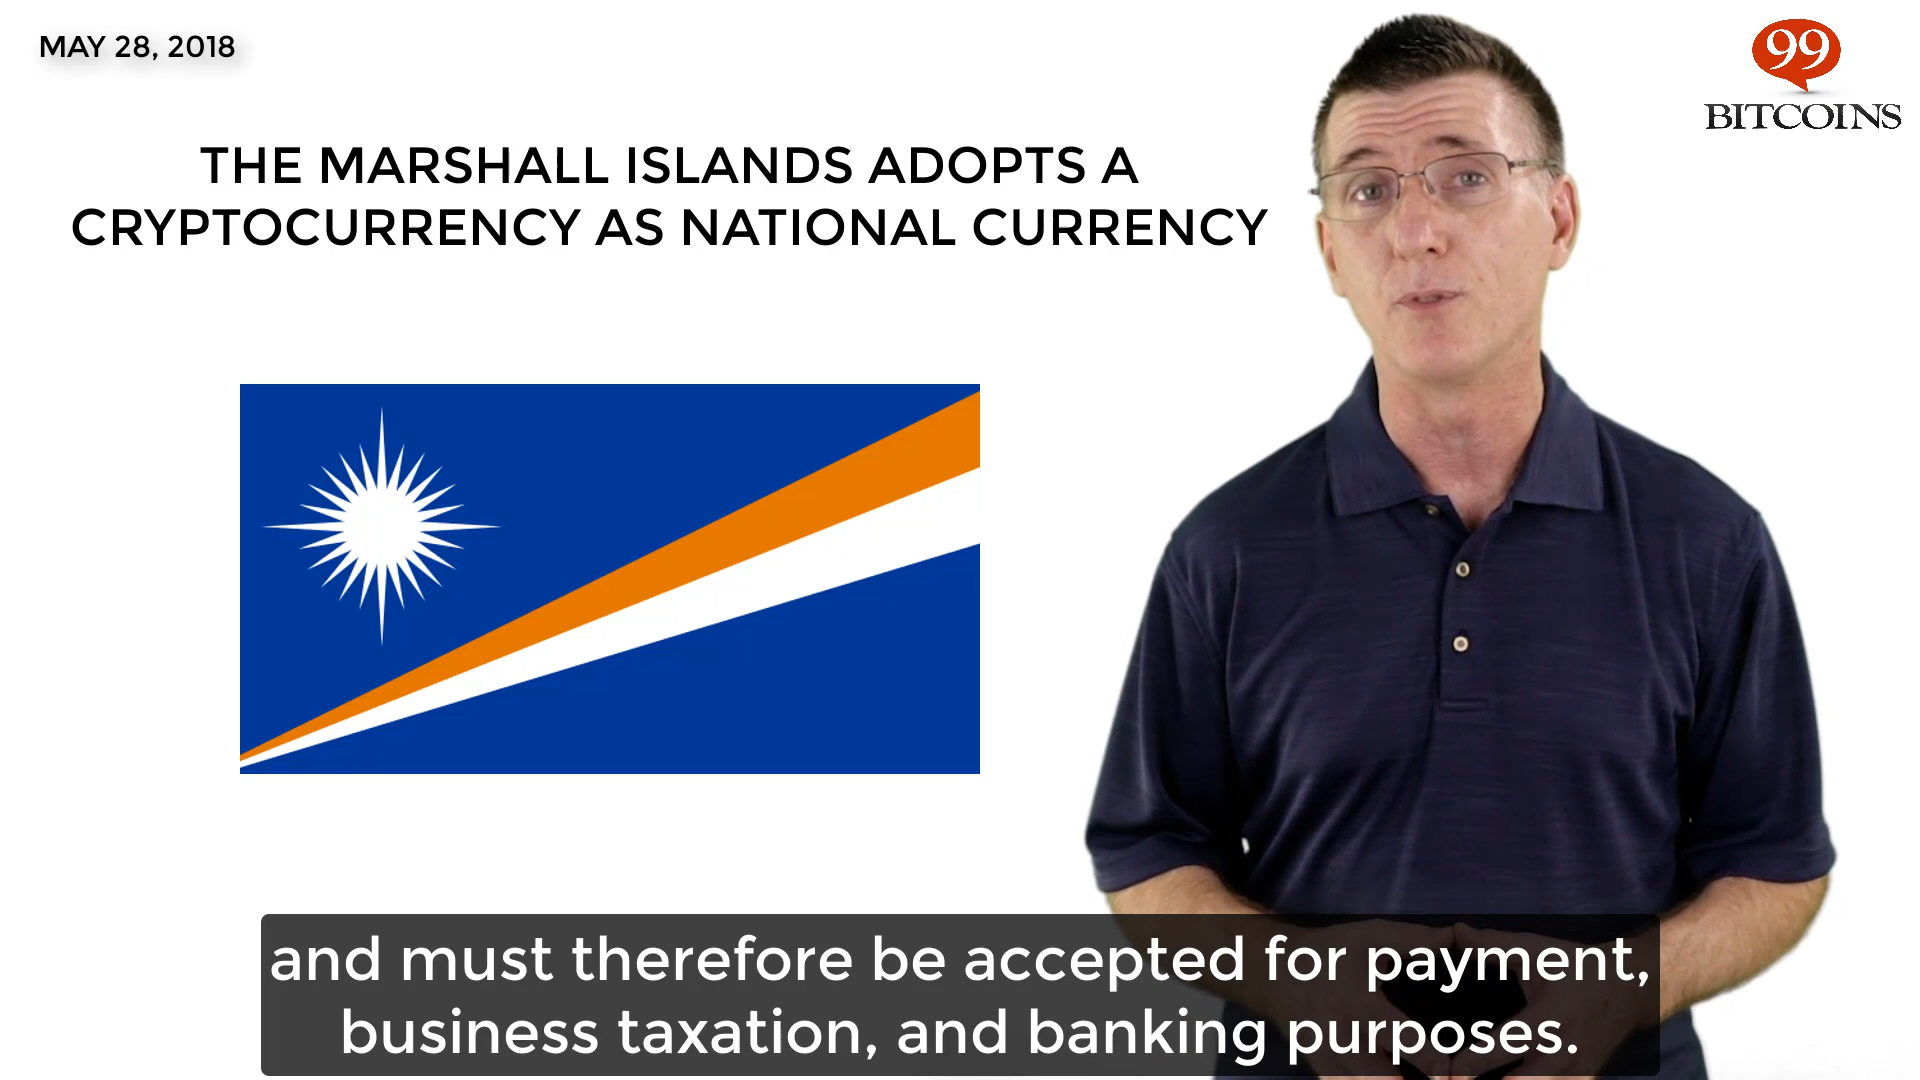 MAY 28, 2018
99
BITCOINS
THE MARSHALL ISLANDS ADOPTS A
CRYPTOCURRENCY AS NATIONAL CURRENCY
and must therefore be accepted for payment,
business taxation, and banking purposes.